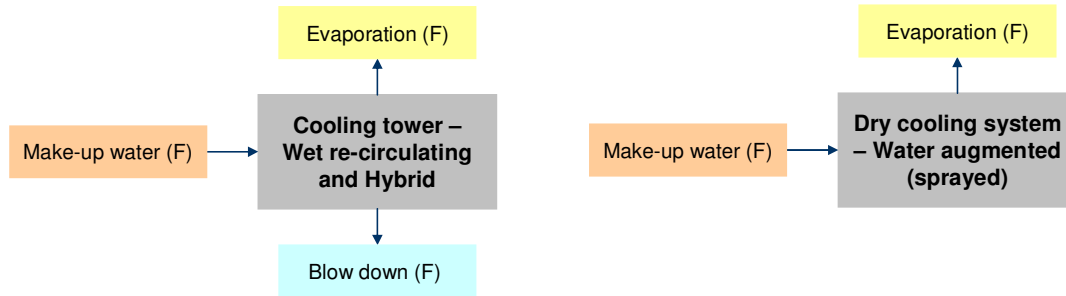 Evaporation (F)
Make-up water (F)
Cooling tower –
Wet re-circulating
and Hybrid
Blow down (F)
Evaporation (F)
Make-up water (F)
Dry cooling system
– Water augmented
(sprayed)